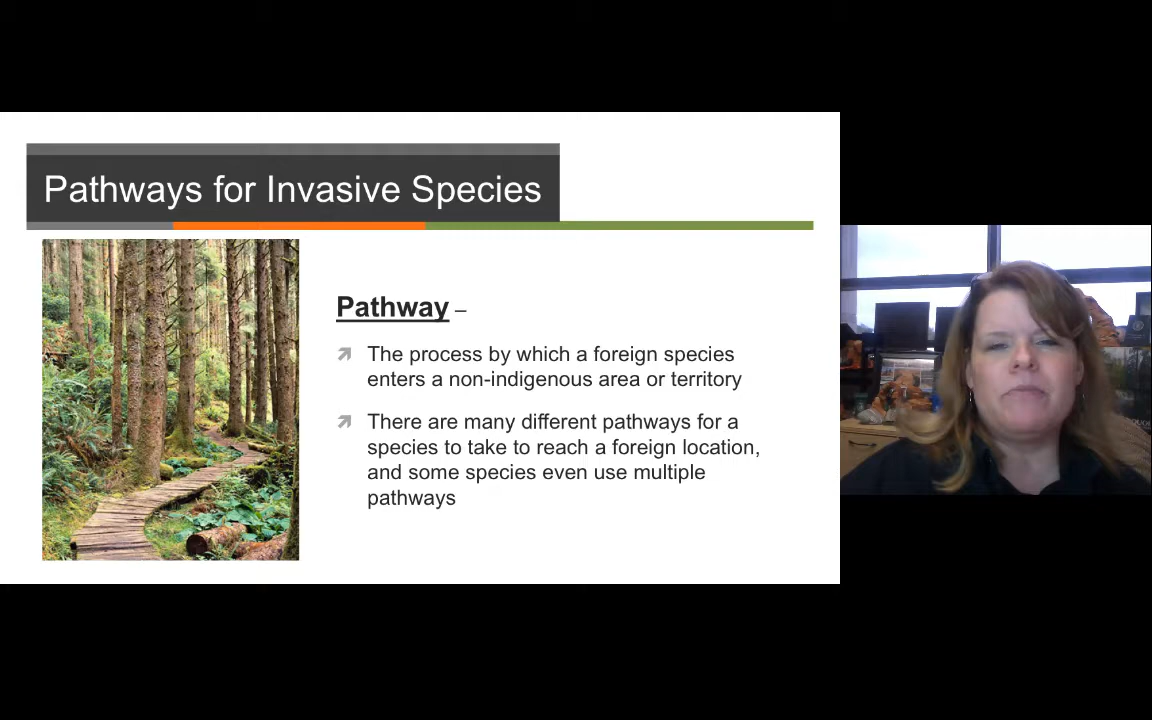 Pathways for Invasive Species
Pathway –
The process by which a foreign species
enters a non-indigenous area or territory
There are many different pathways for a
species to take to reach a foreign location,
and some species even use multiple
pathways